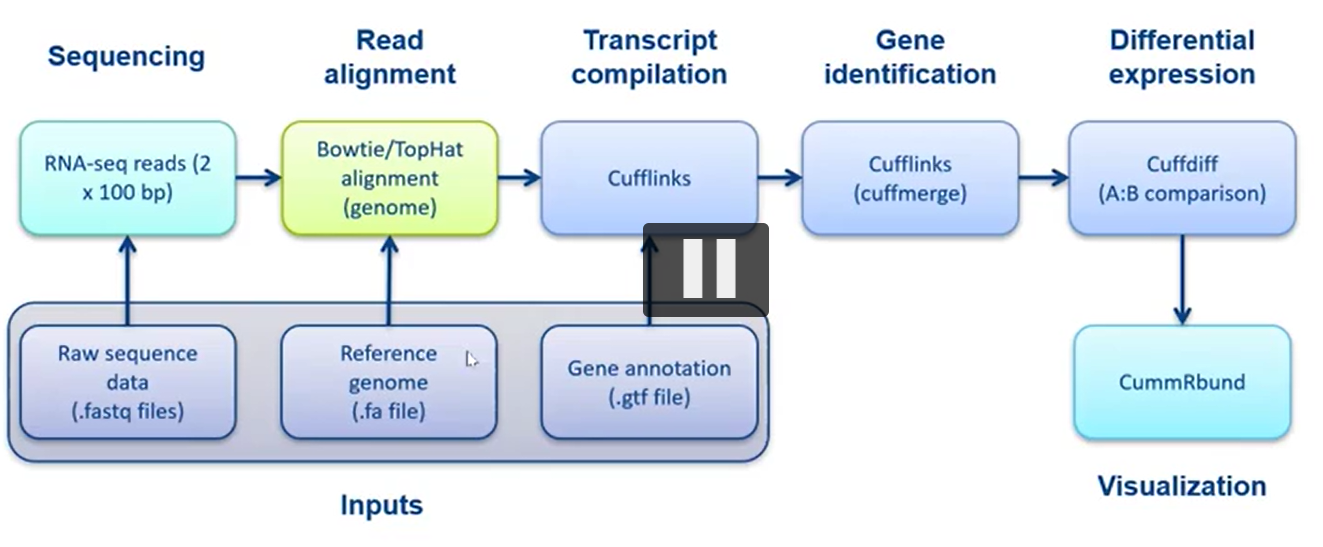 Sequencing
Read
alignment
Transcript
compilation
Gene
identification
Differential
expression
RNA-seq reads (2
x 100 bp)
Bowtie/TopHat
alignment
(genome)
Cufflinks
Cufflinks
(cuffmerge)
Cuffdiff
(A:B comparison)
Raw sequence
data
(.fastq files)
Reference
genome
(.fa file)
Gene annotation
(.gtf file)
CummRbund
Inputs
Visualization